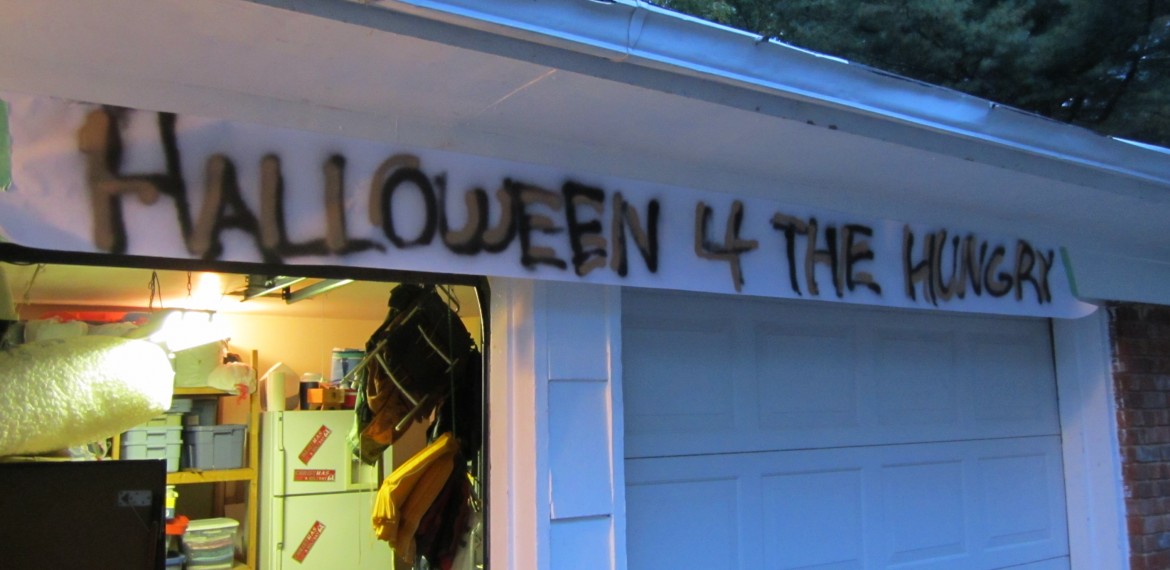 HALLOWEEN 4 THE HUNGRY